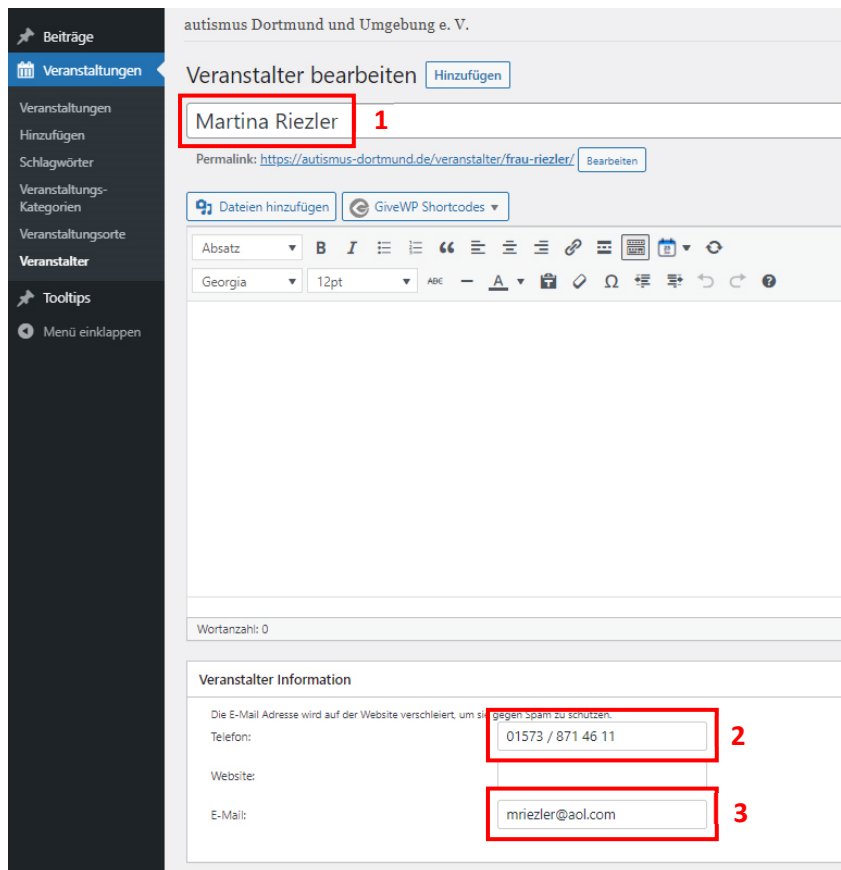 autismus Dortmund und Umgebung e. V.
Beiträge
Veranstaltungen
Veranstaltungen
Hinzufügen
Schlagwörter
Veranstaltungs-
Kategorien
Veranstaltungsorte
Veranstalter
Tooltips
Menü einklappen
Veranstalter bearbeiten Hinzufügen
Martina Riezler 1
Permalink: https://autismus-dortmund.de/veranstalter/frau-riezler/ Bearbeiten
Dateien hinzufügen GiveWP Shortcodes
Absatz B I
Georgia 12pt ABC A Ω
Wortanzahl: 0
Veranstalter Information
Die E-Mail Adresse wird auf der Website verschleiert, um sie gegen Spam zu schützen.
Telefon: 01573 / 871 46 11 2
Website:
E-Mail: mriezler@aol.com 3